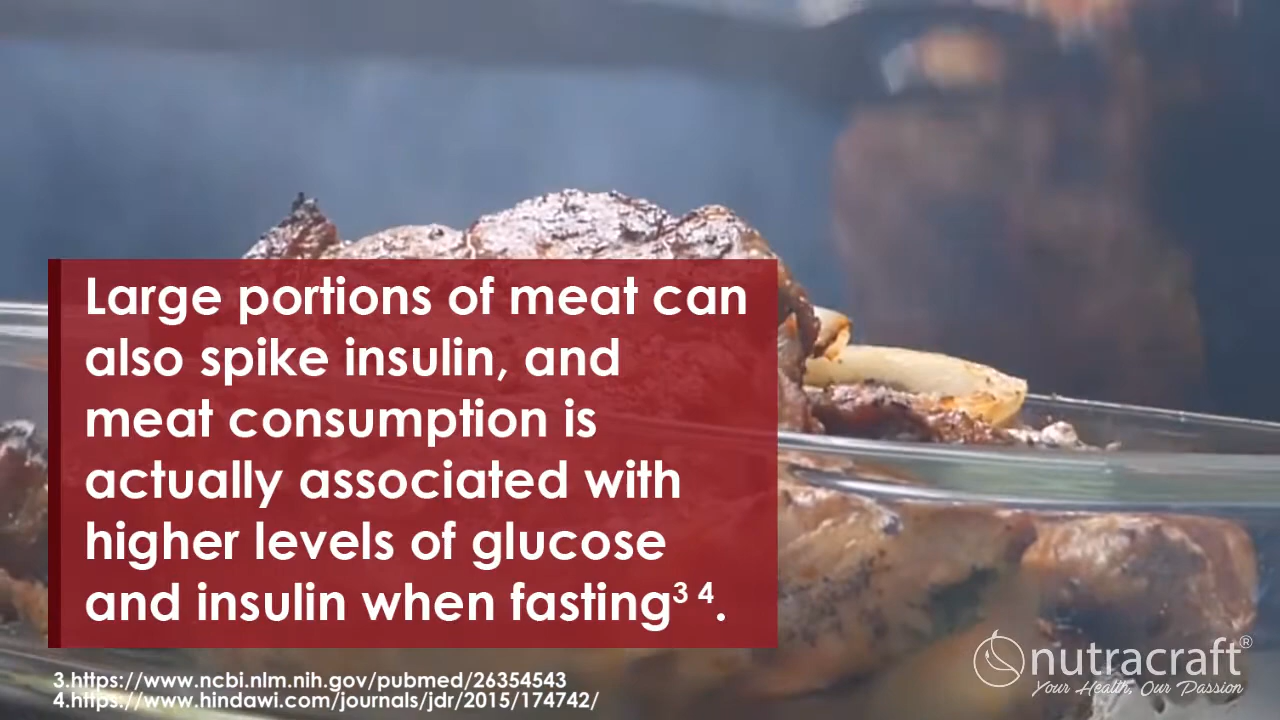 Large portions of meat can
also spike insulin, and
meat consumption is
actually associated with
higher levels of glucose
and insulin when fasting³ ⁴.
3.https://www.ncbi.nlm.nih.gov/pubmed/26354543
4.https://www.hindawi.com/journals/jdr/2015/174742/
nutracraft®
Your Health, Our Passion